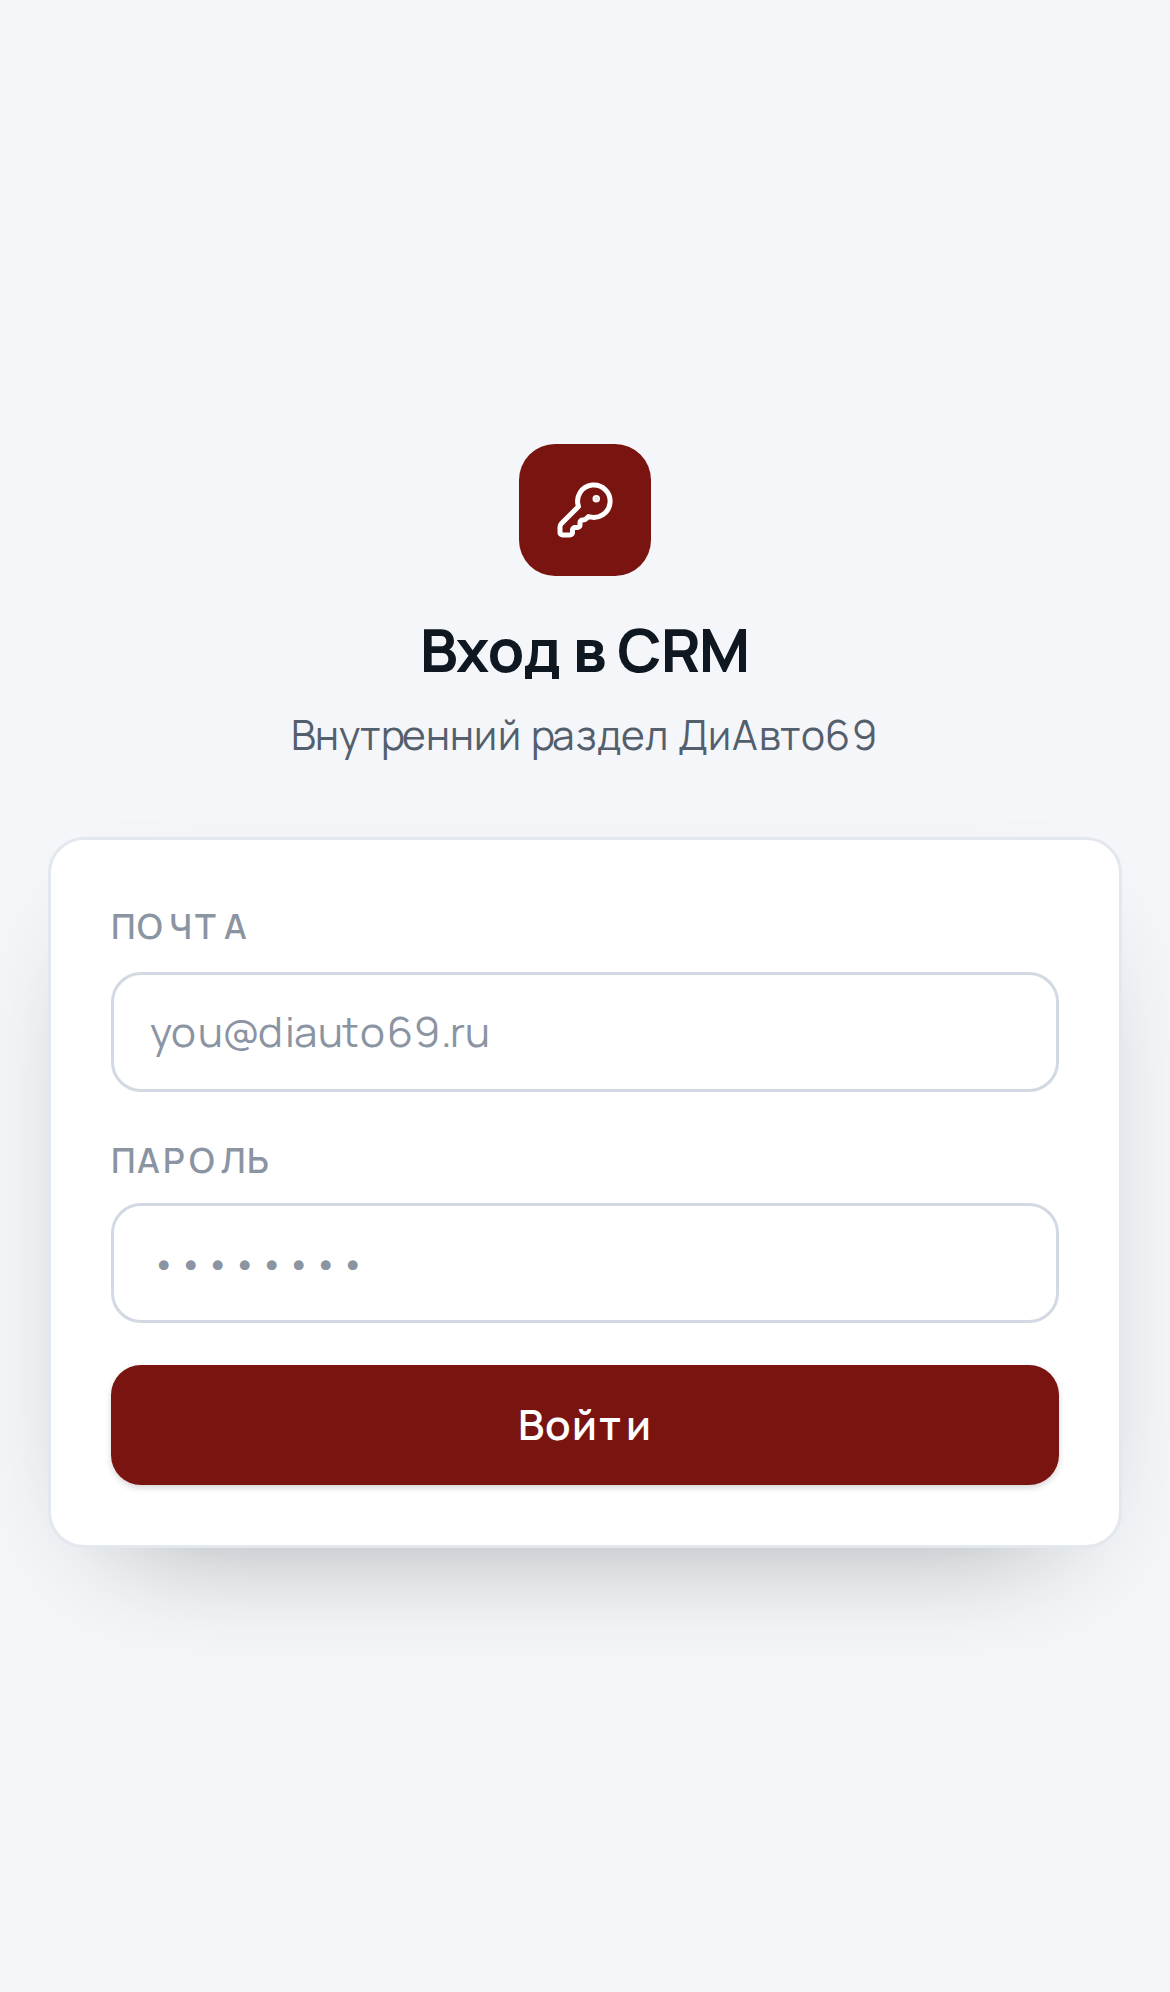 Вход в CRM
Внутренний раздел ДиАвто69
ПОЧТА
you@diauto69.ru
ПАРОЛЬ
••••••••
Войти